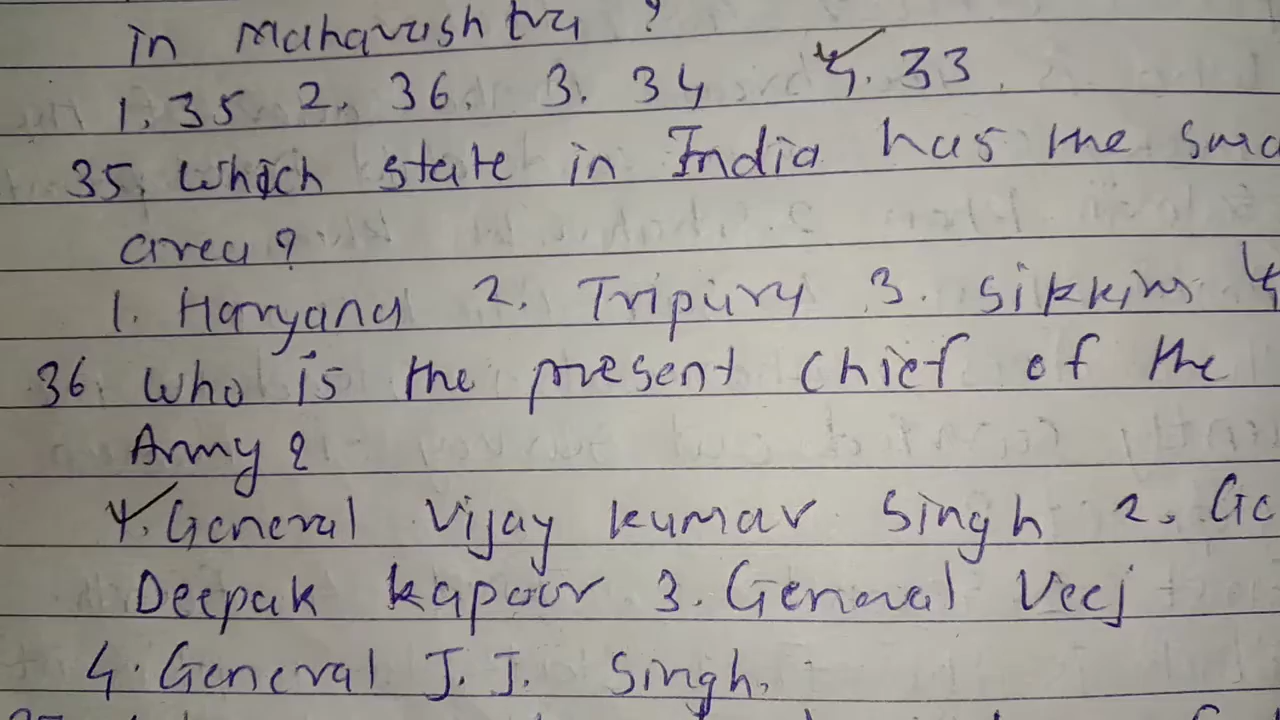 in Maharashtra ?
1. 35 2. 36. 3. 34 4. 33.
35. Which state in India has the sma
area ?
1. Haryana 2. Tripura 3. Sikkim 4
36. Who is the present Chief of the
Army ?
1. General Vijay Kumar Singh 2. Ge
Deepak Kapoor 3. General Veej
4. General J. J. Singh.